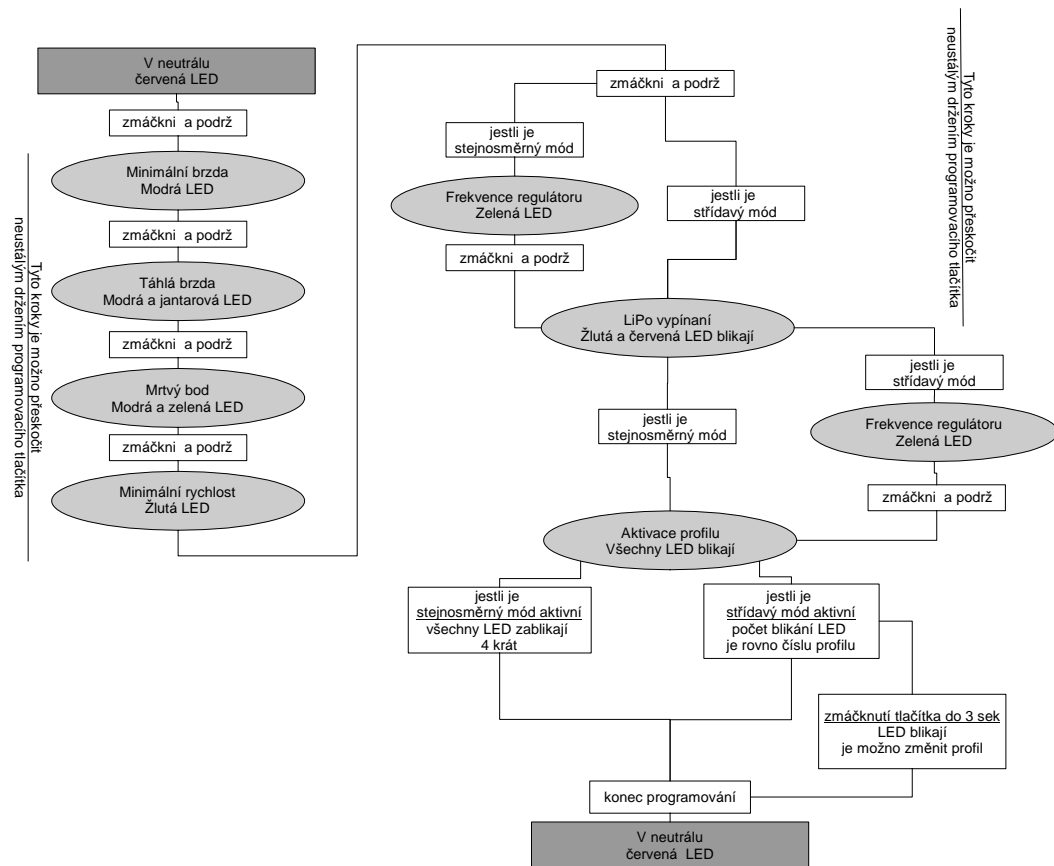 V neutrálu
červená LED
zmáčkni a podrž
Minimální brzda
Modrá LED
zmáčkni a podrž
Táhlá brzda
Modrá a jantarová LED
zmáčkni a podrž
Mrtvý bod
Modrá a zelená LED
zmáčkni a podrž
Minimální rychlost
Žlutá LED
Tyto kroky je možno přeskočit
neustálým držením programovacího tlačítka
zmáčkni a podrž
jestli je
stejnosměrný mód
Frekvence regulátoru
Zelená LED
zmáčkni a podrž
jestli je
střídavý mód
LiPo vypínaní
Žlutá a červená LED blikají
jestli je
stejnosměrný mód
jestli je
střídavý mód
Frekvence regulátoru
Zelená LED
zmáčkni a podrž
Tyto kroky je možno přeskočit
neustálým držením programovacího tlačítka
Aktivace profilu
Všechny LED blikají
jestli je
stejnosměrný mód aktivní
všechny LED zablikají
4 krát
jestli je
střídavý mód aktivní
počet blikání LED
je rovno číslu profilu
zmáčknutí tlačítka do 3 sek
LED blikají
je možno změnit profil
konec programování
V neutrálu
červená LED